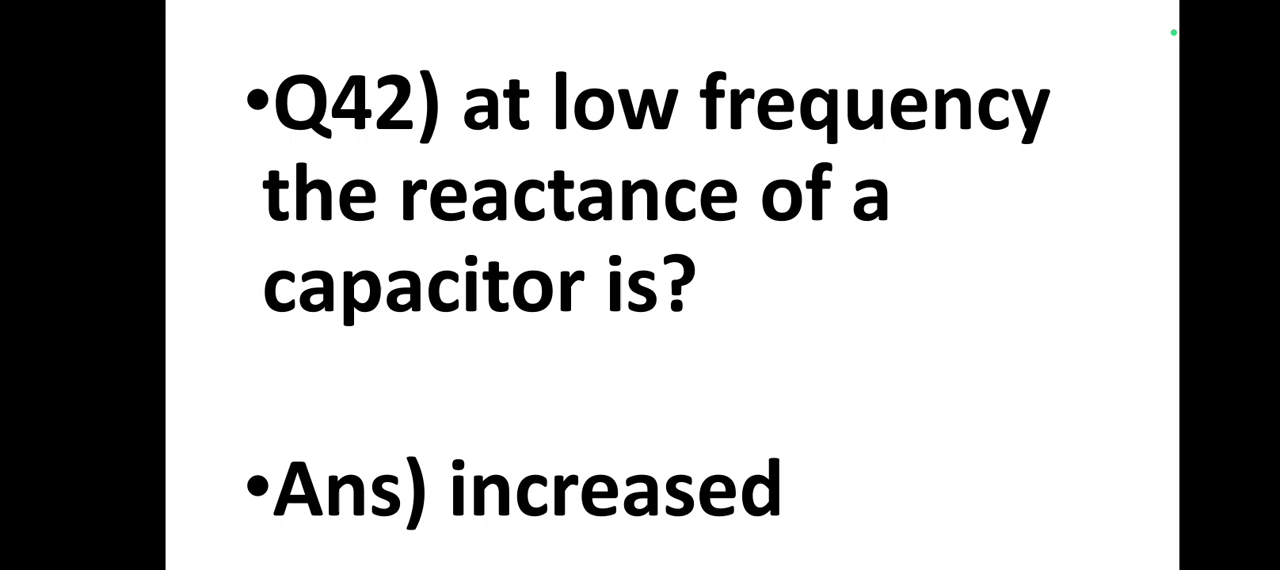 •Q42) at low frequency
the reactance of a
capacitor is?
•Ans) increased